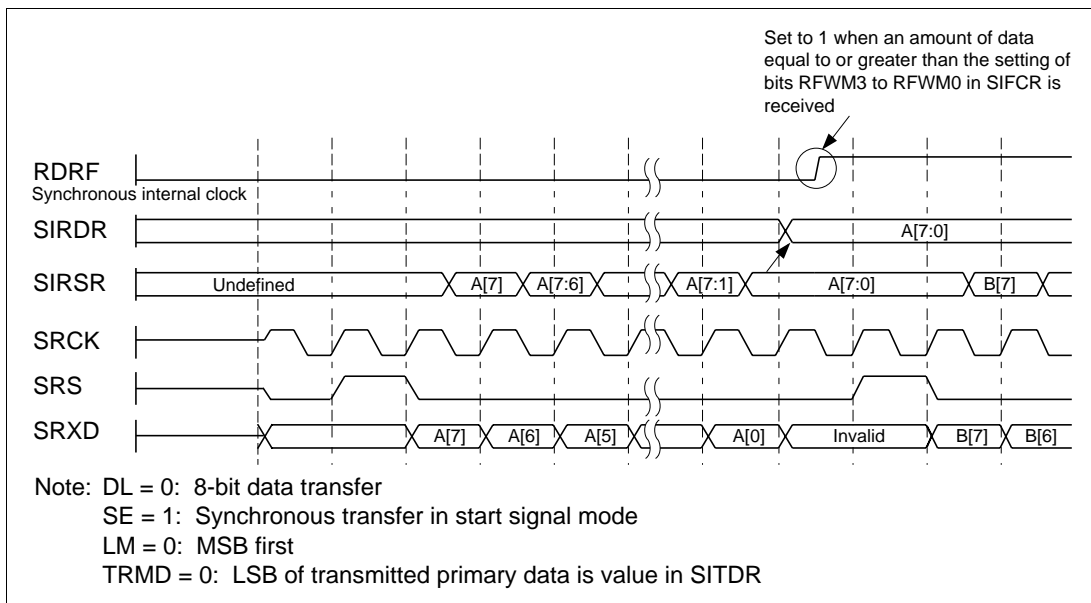 Set to 1 when an amount of data
equal to or greater than the setting of
bits RFWM3 to RFWM0 in SIFCR is
received
RDRF
Synchronous internal clock
SIRDR
A[7:0]
SIRSR
Undefined
A[7]
A[7:6]
A[7:1]
A[7:0]
B[7]
SRCK
SRS
SRXD
A[7]
A[6]
A[5]
A[0]
Invalid
B[7]
B[6]
Note: DL = 0: 8-bit data transfer
SE = 1: Synchronous transfer in start signal mode
LM = 0: MSB first
TRMD = 0: LSB of transmitted primary data is value in SITDR